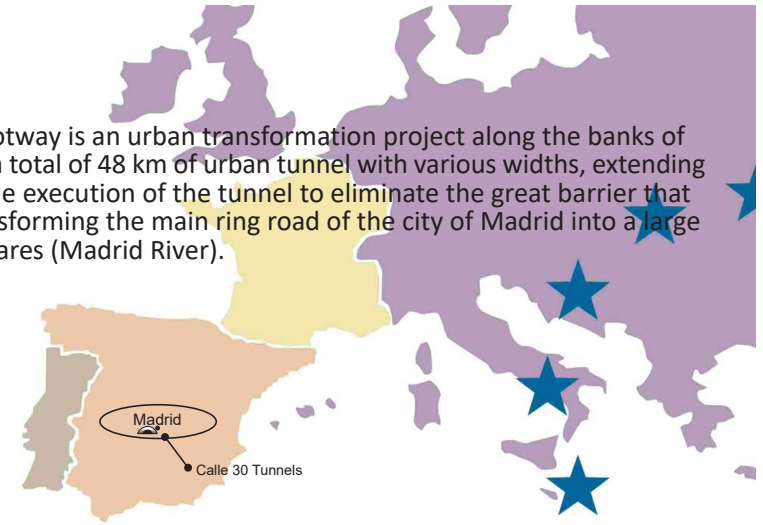 otway is an urban transformation project along the banks of
a total of 48 km of urban tunnel with various widths, extending
e execution of the tunnel to eliminate the great barrier that
sforming the main ring road of the city of Madrid into a large
ares (Madrid River).
Madrid
Calle 30 Tunnels